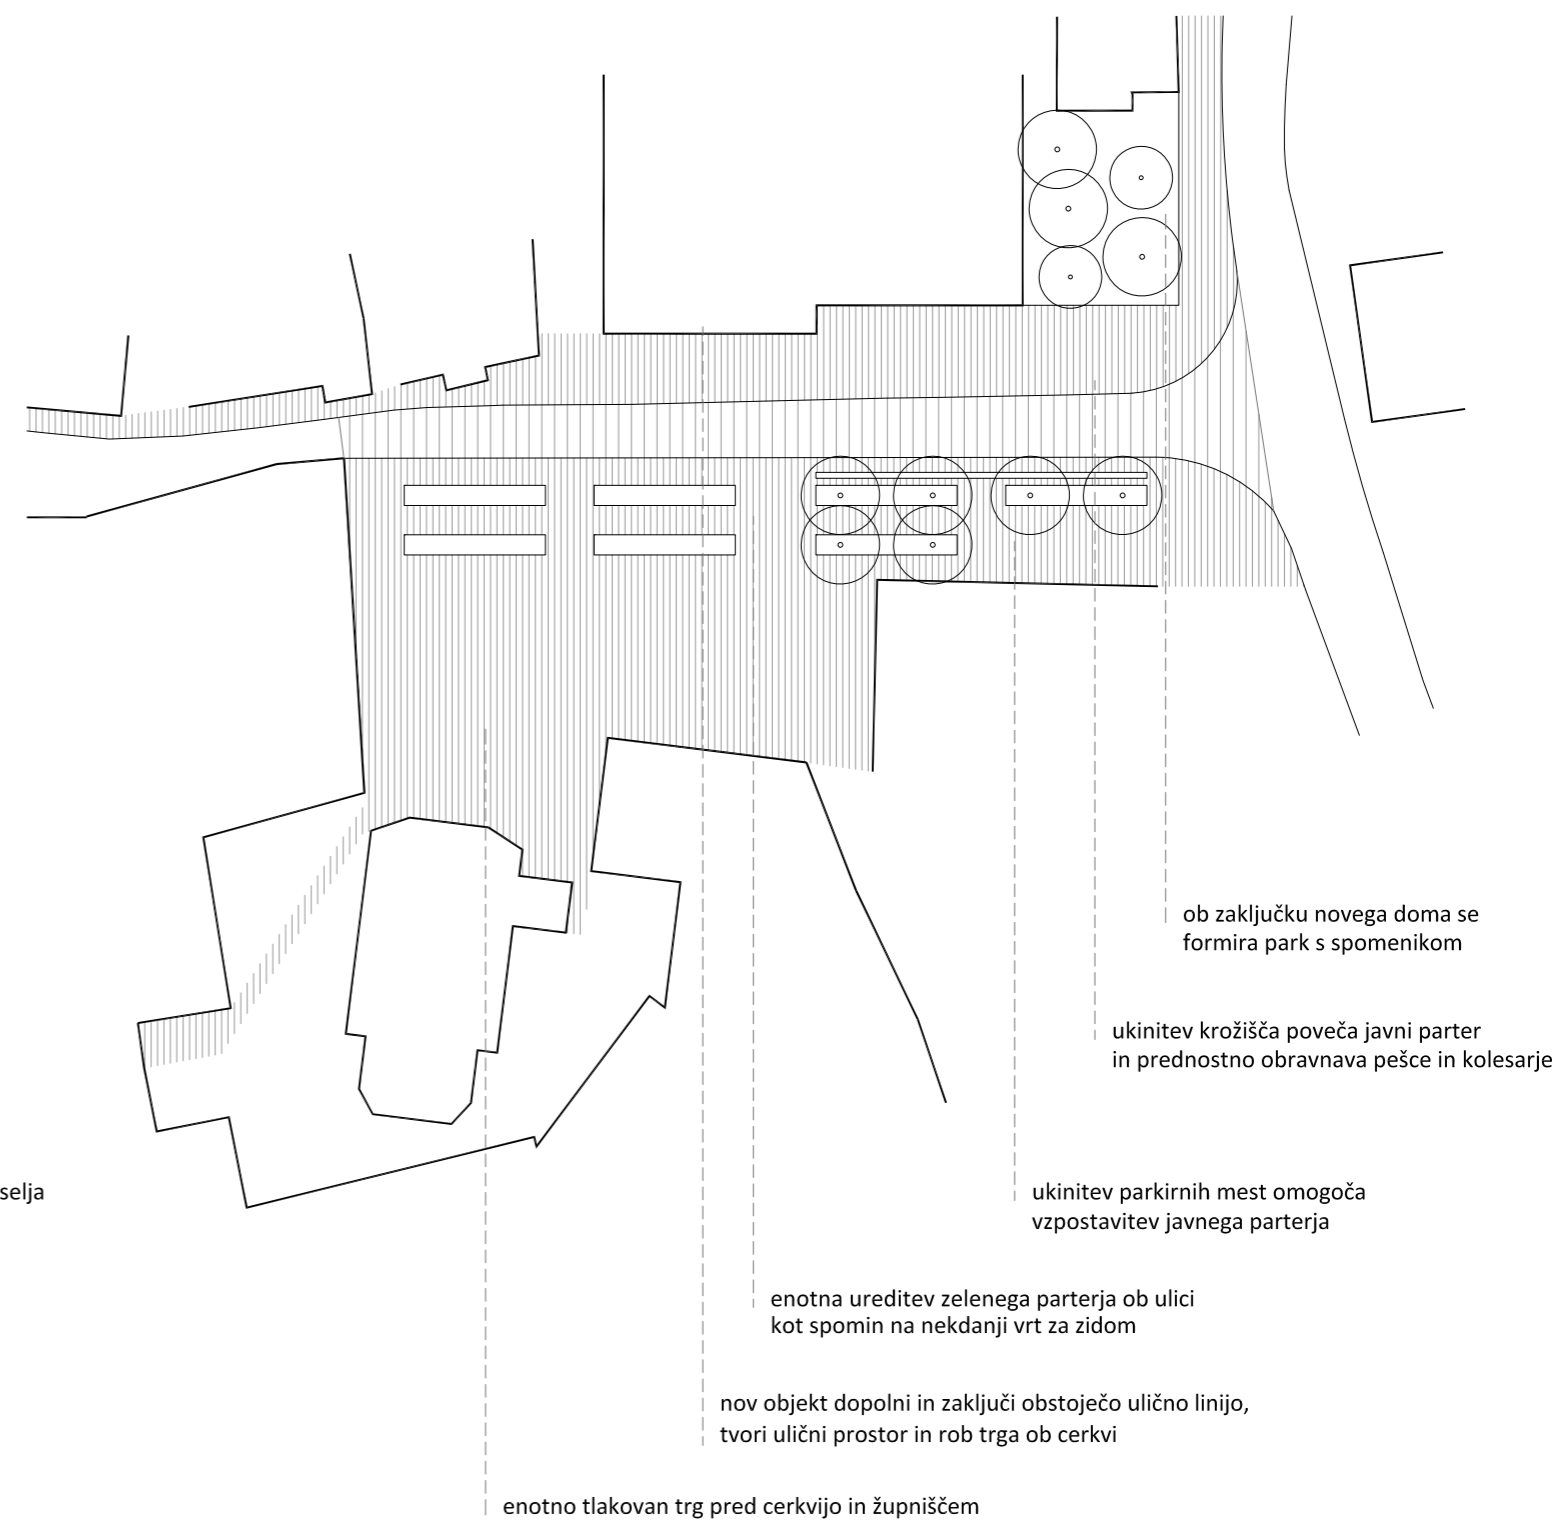 ob zaključku novega doma se
formira park s spomenikom
ukinitev krožišča poveča javni parter
in prednostno obravnava pešce in kolesarje
selja
ukinitev parkirnih mest omogoča
vzpostavitev javnega parterja
enotna ureditev zelenega parterja ob ulici
kot spomin na nekdanji vrt za zidom
nov objekt dopolni in zaključi obstoječo ulično linijo,
tvori ulični prostor in rob trga ob cerkvi
enotno tlakovan trg pred cerkvijo in župniščem